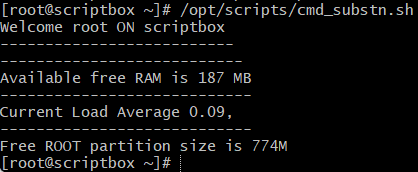 [root@scriptbox ~]# /opt/scripts/cmd_substn.sh
Welcome root ON scriptbox
--------------------------
---------------------------
Available free RAM is 187 MB
----------------------------
Current Load Average 0.09,
----------------------------
Free ROOT partition size is 774M
[root@scriptbox ~]#